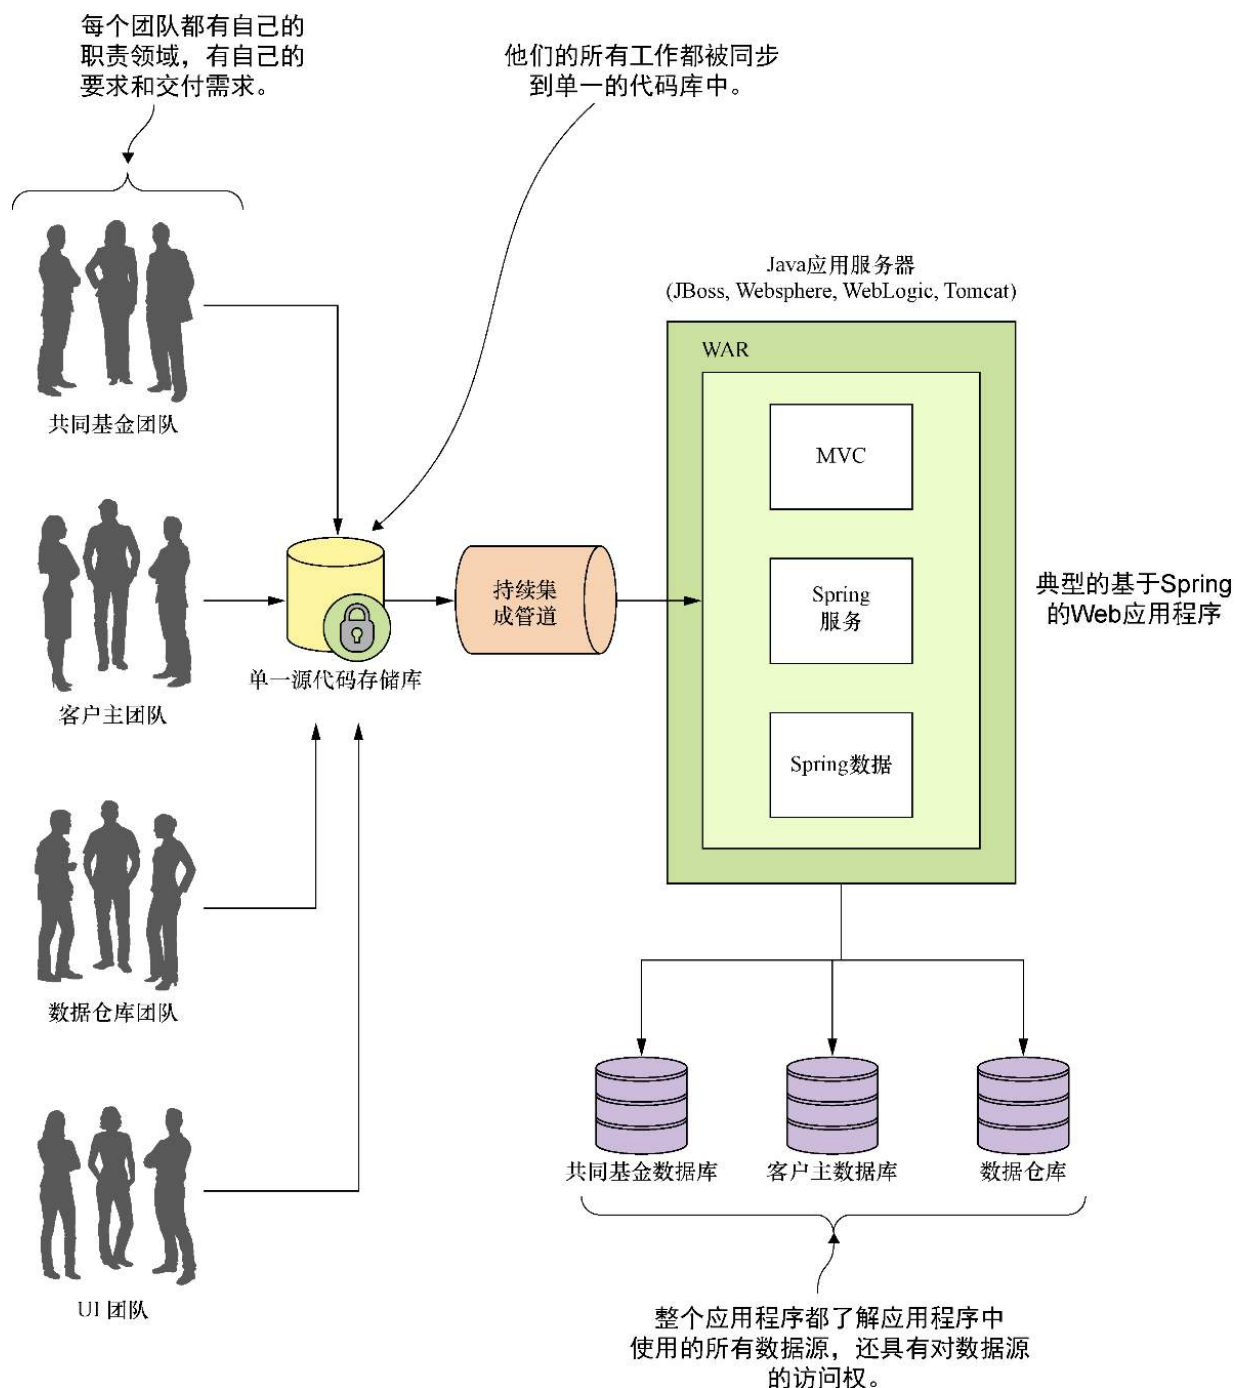 每个团队都有自己的
职责领域，有自己的
要求和交付需求。
他们的所有工作都被同步
到单一的代码库中。
共同基金团队
客户主团队
数据仓库团队
UI 团队
单一源代码存储库
持续集
成管道
Java应用服务器
(JBoss, Websphere, WebLogic, Tomcat)
WAR
MVC
Spring
服务
Spring数据
典型的基于Spring
的Web应用程序
共同基金数据库
客户主数据库
数据仓库
整个应用程序都了解应用程序中
使用的所有数据源，还具有对数据源
的访问权。